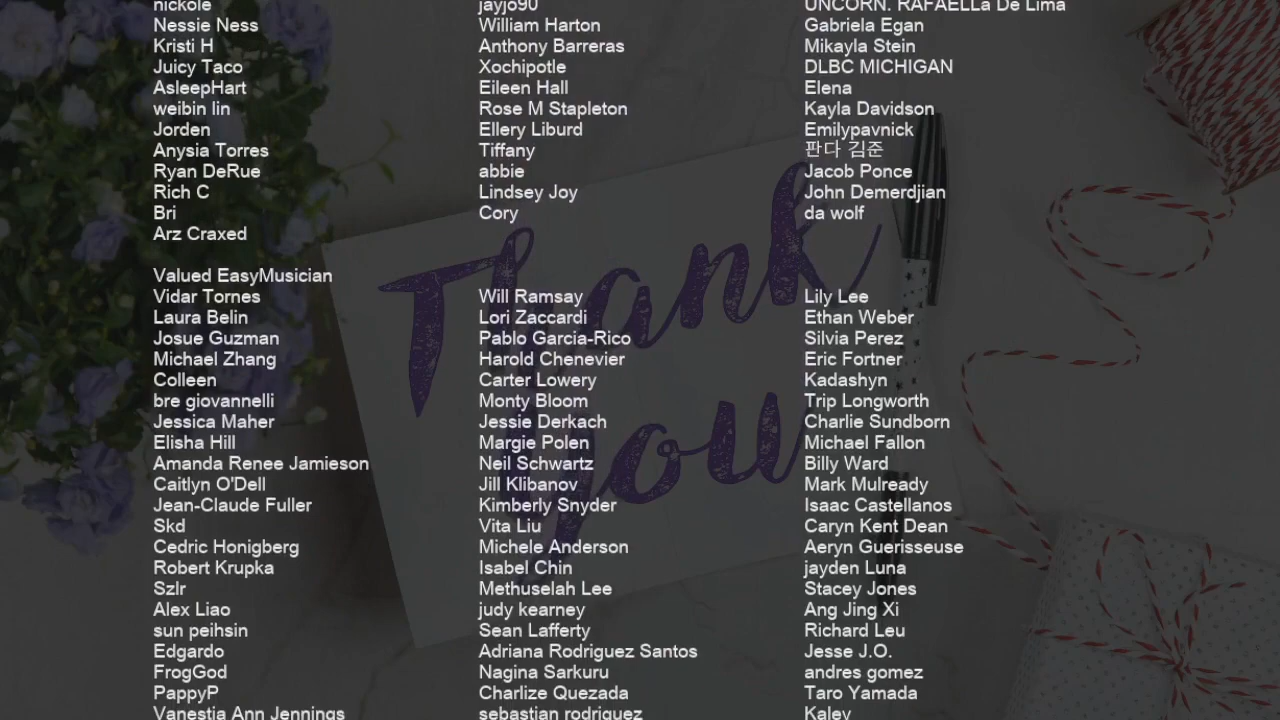 nickole
Nessie Ness
Kristi H
Juicy Taco
AsleepHart
weibin lin
Jorden
Anysia Torres
Ryan DeRue
Rich C
Bri
Arz Craxed
jayjo90
William Harton
Anthony Barreras
Xochipotle
Eileen Hall
Rose M Stapleton
Ellery Liburd
Tiffany
abbie
Lindsey Joy
Cory
UNCORN. RAFAELLa De Lima
Gabriela Egan
Mikayla Stein
DLBC MICHIGAN
Elena
Kayla Davidson
Emilypavnick
판다 김준
Jacob Ponce
John Demerdjian
da wolf
Valued EasyMusician
Vidar Tornes
Laura Belin
Josue Guzman
Michael Zhang
Colleen
bre giovannelli
Jessica Maher
Elisha Hill
Amanda Renee Jamieson
Caitlyn O'Dell
Jean-Claude Fuller
Skd
Cedric Honigberg
Robert Krupka
Szlr
Alex Liao
sun peihsin
Edgardo
FrogGod
PappyP
Vanestia Ann Jennings
Will Ramsay
Lori Zaccardi
Pablo Garcia-Rico
Harold Chenevier
Carter Lowery
Monty Bloom
Jessie Derkach
Margie Polen
Neil Schwartz
Jill Klibanov
Kimberly Snyder
Vita Liu
Michele Anderson
Isabel Chin
Methuselah Lee
judy kearney
Sean Lafferty
Adriana Rodriguez Santos
Nagina Sarkuru
Charlize Quezada
sebastian rodriguez
Lily Lee
Ethan Weber
Silvia Perez
Eric Fortner
Kadashyn
Trip Longworth
Charlie Sundborn
Michael Fallon
Billy Ward
Mark Mulready
Isaac Castellanos
Caryn Kent Dean
Aeryn Guerisseuse
jayden Luna
Stacey Jones
Ang Jing Xi
Richard Leu
Jesse J.O.
andres gomez
Taro Yamada
Kaley
Thank
you